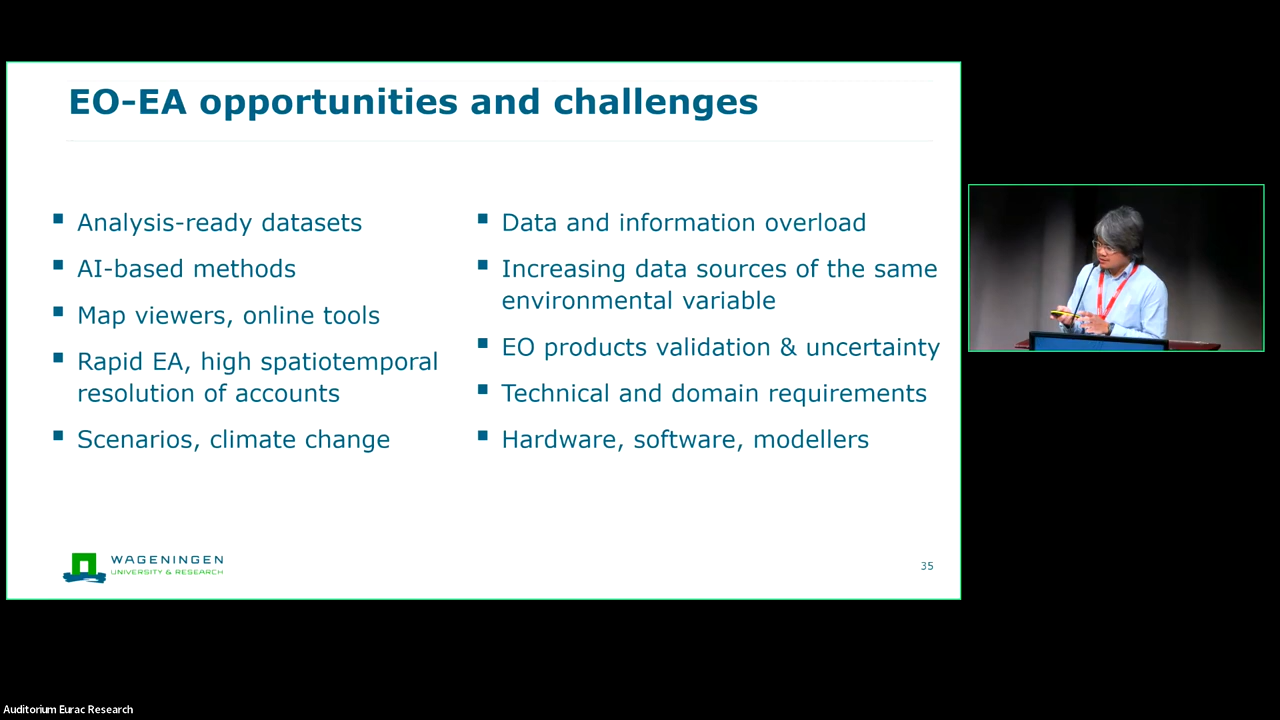 EO-EA opportunities and challenges
▪ Analysis-ready datasets
▪ AI-based methods
▪ Map viewers, online tools
▪ Rapid EA, high spatiotemporal
resolution of accounts
▪ Scenarios, climate change
▪ Data and information overload
▪ Increasing data sources of the same
environmental variable
▪ EO products validation & uncertainty
▪ Technical and domain requirements
▪ Hardware, software, modellers
WAGENINGEN
UNIVERSITY & RESEARCH
35
Auditorium Eurac Research